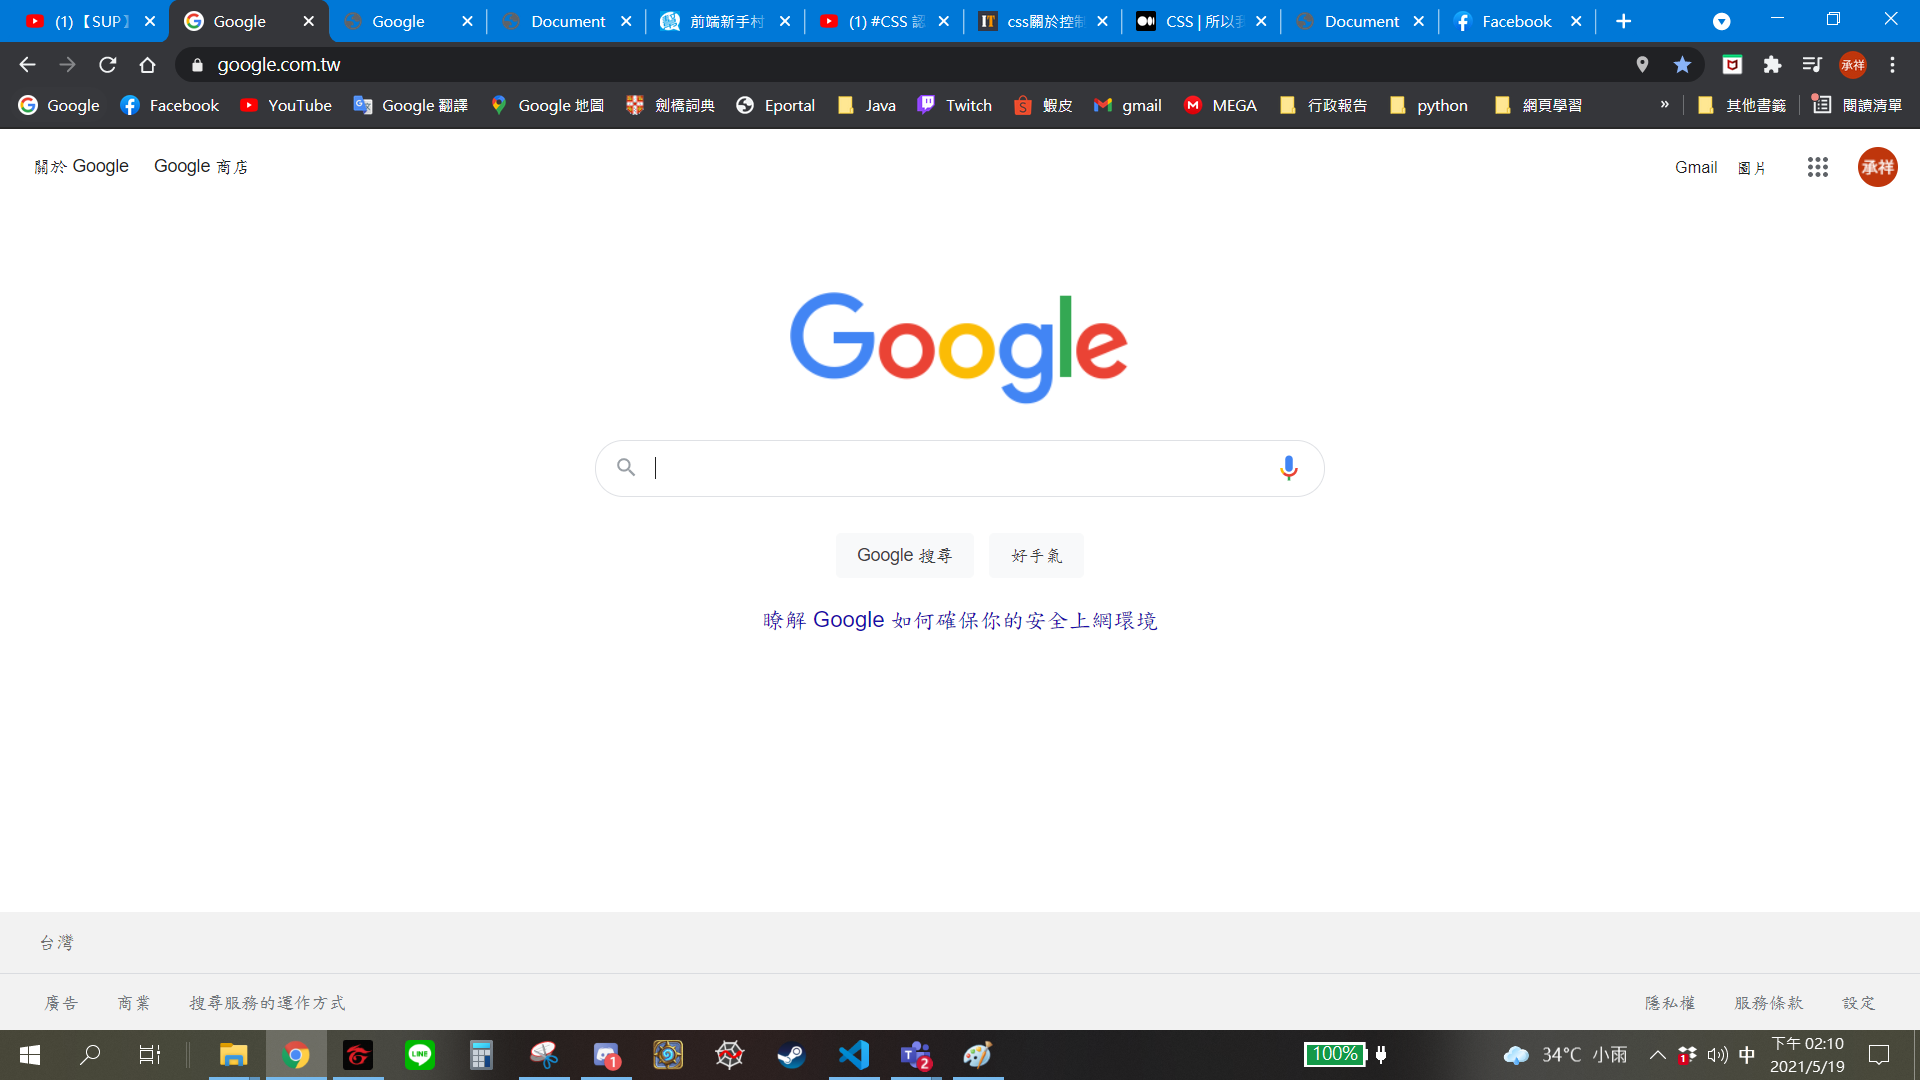 (1)【SUP】
Google
Google
Document
前端新手村
(1) #CSS 認
css關於控制
CSS | 所以我
Document
Facebook
google.com.tw
承祥
Google
Facebook
YouTube
Google 翻譯
Google 地圖
劍橋詞典
Eportal
Java
Twitch
蝦皮
gmail
MEGA
行政報告
python
網頁學習
»
其他書籤
閱讀清單
關於 Google
Google 商店
Gmail
圖片
承祥
Google
Google 搜尋
好手氣
瞭解 Google 如何確保你的安全上網環境
台灣
廣告
商業
搜尋服務的運作方式
隱私權
服務條款
設定
LINE
1
2
100%
34°C 小雨
1
中
下午 02:10
2021/5/19